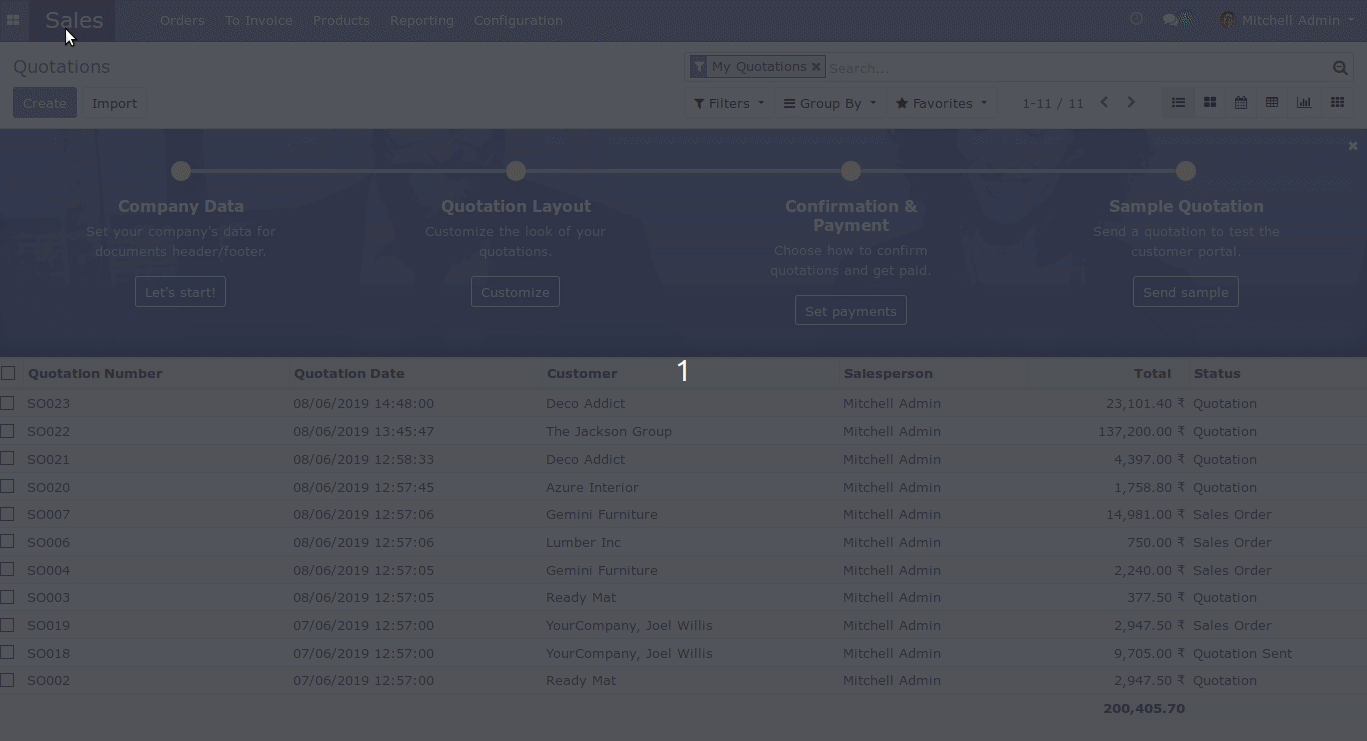 Sales Orders To Invoice Products Reporting Configuration Mitchell Admin
Quotations My Quotations Search...
Create Import Filters Group By Favorites 1-11 / 11
Company Data Quotation Layout Confirmation & Payment Sample Quotation
Set your company's data for documents header/footer. Customize the look of your quotations. Choose how to confirm quotations and get paid. Send a quotation to test the customer portal.
Let's start! Customize Set payments Send sample
1
Quotation Number Quotation Date Customer Salesperson Total Status
SO023 08/06/2019 14:48:00 Deco Addict Mitchell Admin 23,101.40 ₹ Quotation
SO022 08/06/2019 13:45:47 The Jackson Group Mitchell Admin 137,200.00 ₹ Quotation
SO021 08/06/2019 12:58:33 Deco Addict Mitchell Admin 4,397.00 ₹ Quotation
SO020 08/06/2019 12:57:45 Azure Interior Mitchell Admin 1,758.80 ₹ Quotation
SO007 08/06/2019 12:57:06 Gemini Furniture Mitchell Admin 14,981.00 ₹ Sales Order
SO006 08/06/2019 12:57:06 Lumber Inc Mitchell Admin 750.00 ₹ Sales Order
SO004 08/06/2019 12:57:05 Gemini Furniture Mitchell Admin 2,240.00 ₹ Sales Order
SO003 08/06/2019 12:57:05 Ready Mat Mitchell Admin 377.50 ₹ Quotation
SO019 07/06/2019 12:57:00 YourCompany, Joel Willis Mitchell Admin 2,947.50 ₹ Sales Order
SO018 07/06/2019 12:57:00 YourCompany, Joel Willis Mitchell Admin 9,705.00 ₹ Quotation Sent
SO002 07/06/2019 12:57:00 Ready Mat Mitchell Admin 2,947.50 ₹ Quotation
200,405.70